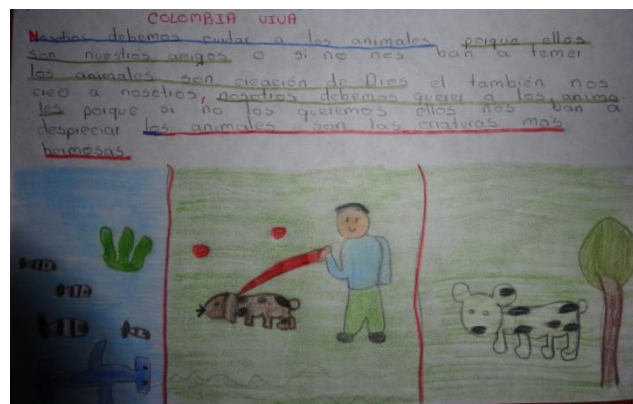 COLOMBIA VIVA
Nosotros debemos cuidar a los animales porque ellos
son nuestros amigos o si no nos ban a temer
los animales son creación de Dios el también nos
creo a nosotros, nosotros debemos querer a los anima
les porque si no los queremos ellos nos ban a
despreciar los animales son las criaturas mas
hermosas